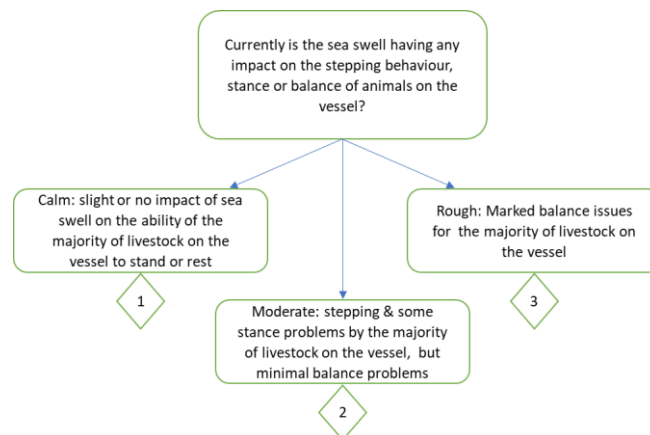 Currently is the sea swell having any
impact on the stepping behaviour,
stance or balance of animals on the
vessel?
Calm: slight or no impact of sea
swell on the ability of the
majority of livestock on the
vessel to stand or rest
1
Moderate: stepping & some
stance problems by the majority
of livestock on the vessel, but
minimal balance problems
2
Rough: Marked balance issues
for the majority of livestock on
the vessel
3